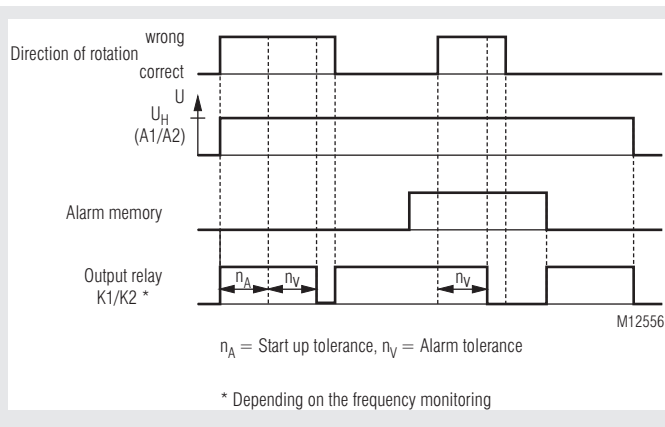 wrong
Direction of rotation
correct
U
U_H
(A1/A2)
Alarm memory
Output relay
K1/K2 *
n_A
n_V
n_V
M12556
n_A = Start up tolerance, n_V = Alarm tolerance
* Depending on the frequency monitoring